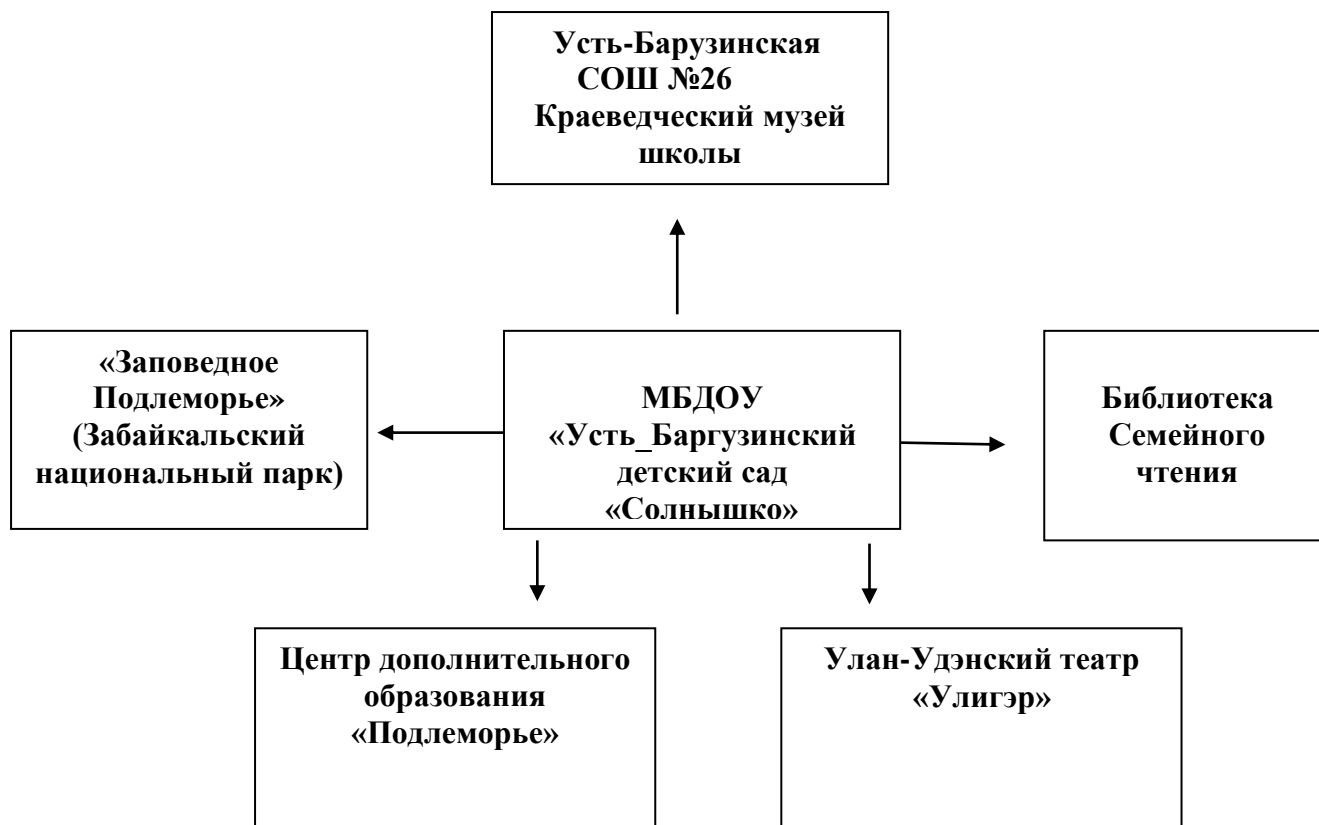 Усть-Барузинская
СОШ №26
Краеведческий музей
школы
«Заповедное
Подлеморье»
(Забайкальский
национальный парк)
МБДОУ
«Усть_Баргузинский
детский сад
«Солнышко»
Библиотека
Семейного
чтения
Центр дополнительного
образования
«Подлеморье»
Улан-Удэнский театр
«Улигэр»